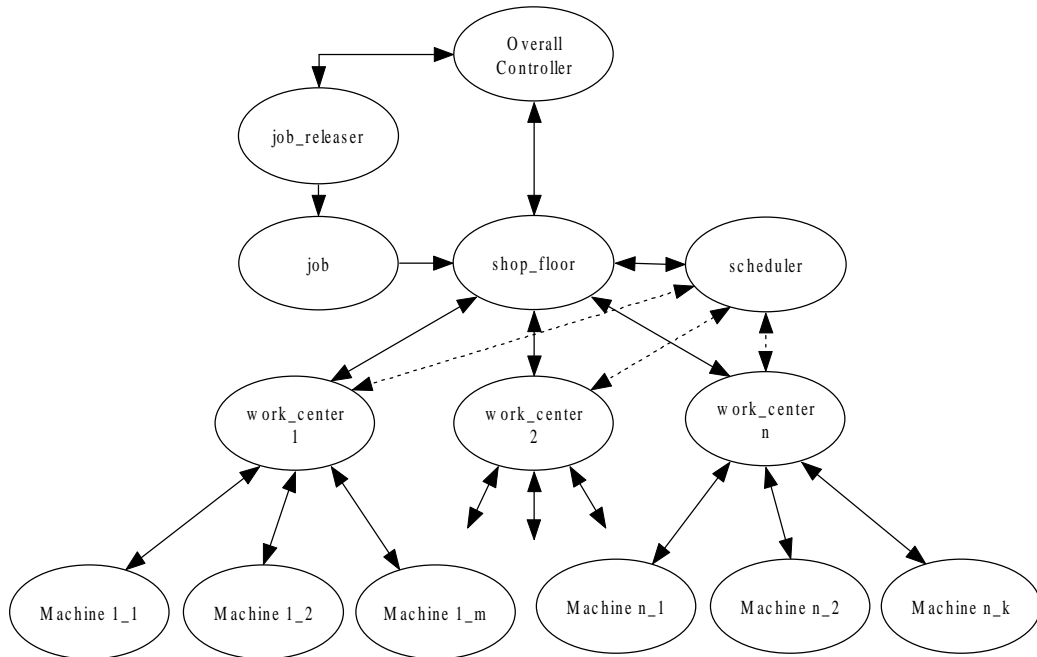 Overall
Controller
job_releaser
job
shop_floor
scheduler
work_center
1
work_center
2
work_center
n
Machine 1_1
Machine 1_2
Machine 1_m
Machine n_1
Machine n_2
Machine n_k